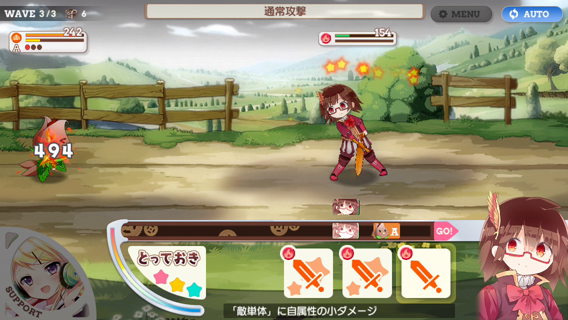 WAVE 3/3 6
通常攻撃
MENU
AUTO
242
A
154
494
A
GO!
とっておき
SUPPORT
「敵単体」に自属性の小ダメージ